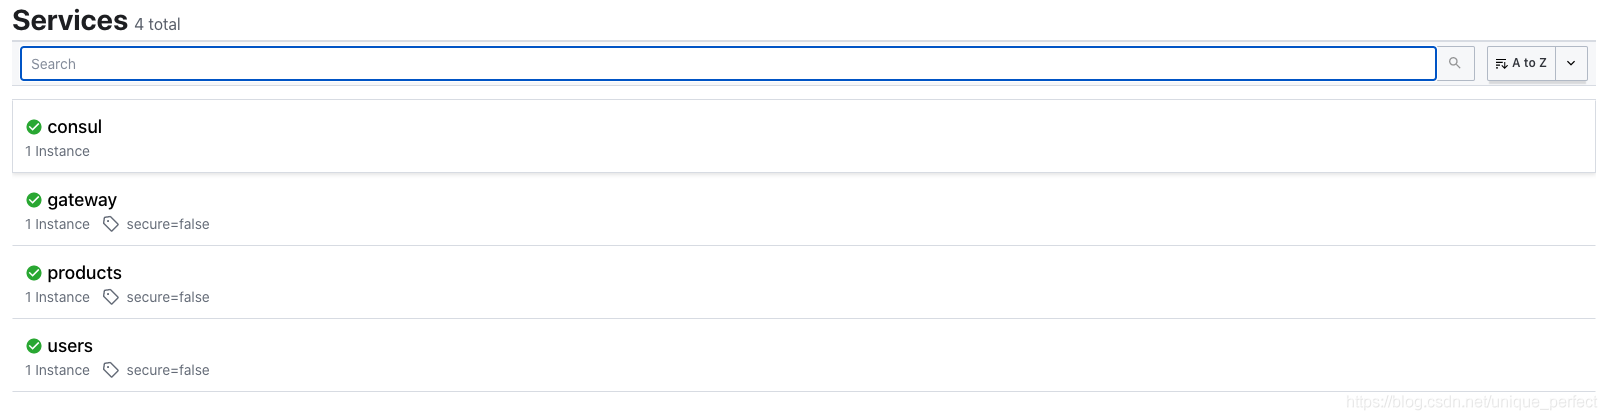 Services 4 total
Search
A to Z
consul
1 Instance
gateway
1 Instance secure=false
products
1 Instance secure=false
users
1 Instance secure=false
https://blog.csdn.net/unique_perfect